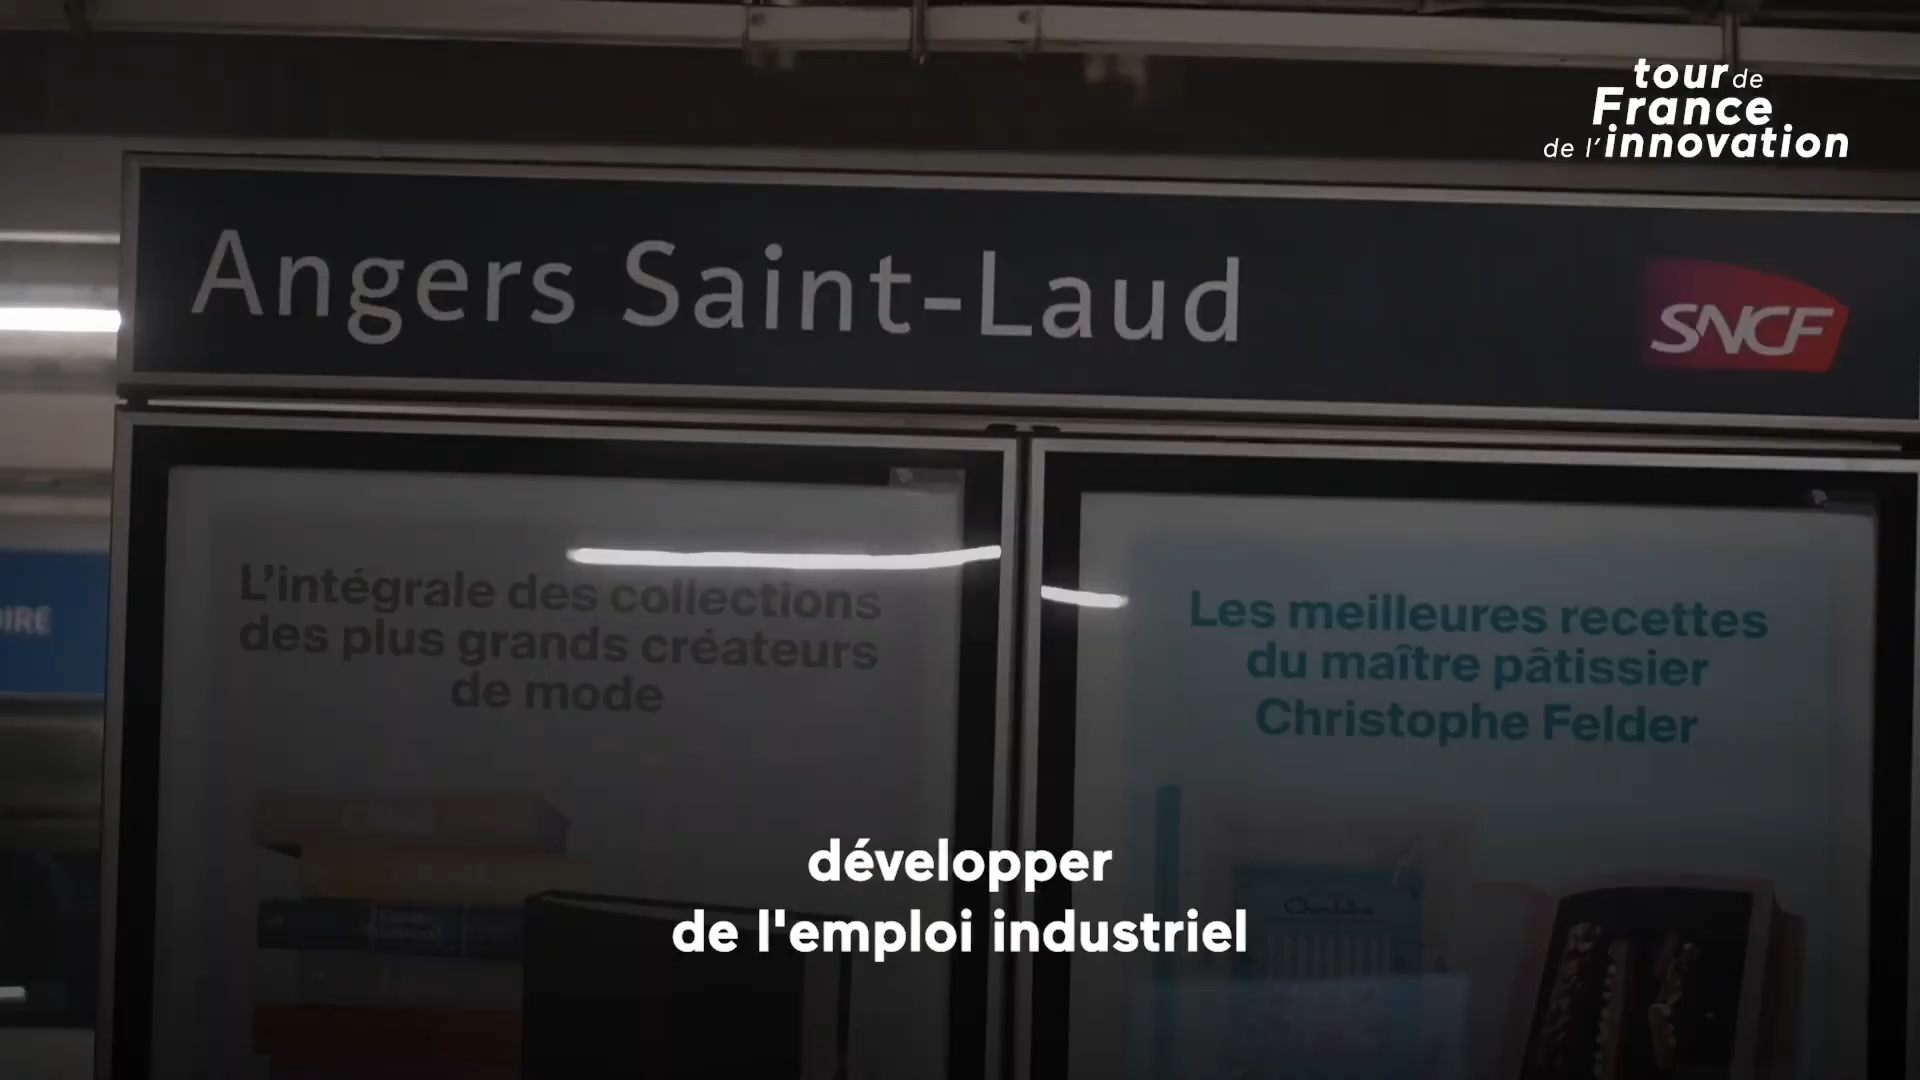 tour de
France
de l'innovation
Angers Saint-Laud
SNCF
L'intégrale des collections
des plus grands créateurs
de mode
Les meilleures recettes
du maître pâtissier
Christophe Felder
développer
de l'emploi industriel